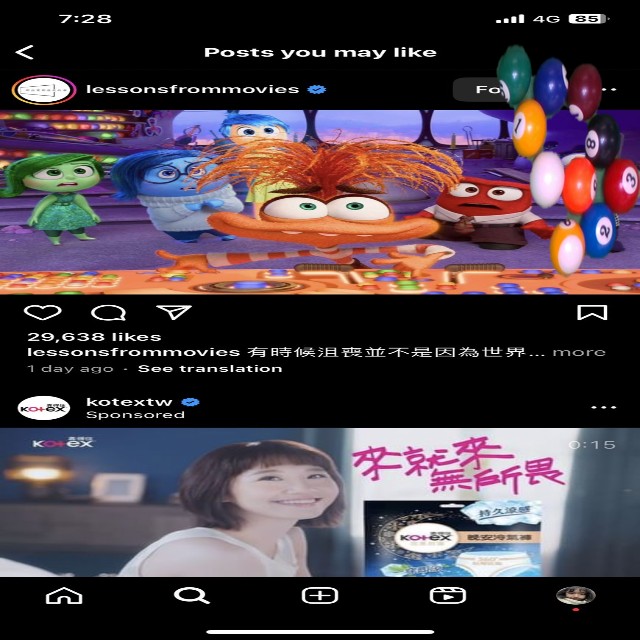 7:28
4G 85
Posts you may like
lessonsfrommovies
Fo
29,638 likes
lessonsfrommovies 有時候沮喪並不是因為世界... more
1 day ago · See translation
KOTEX
kotextw
Sponsored
KOTEX
0:15
來就來
無所畏
持久涼感
KOTEX
晚安冷氣褲